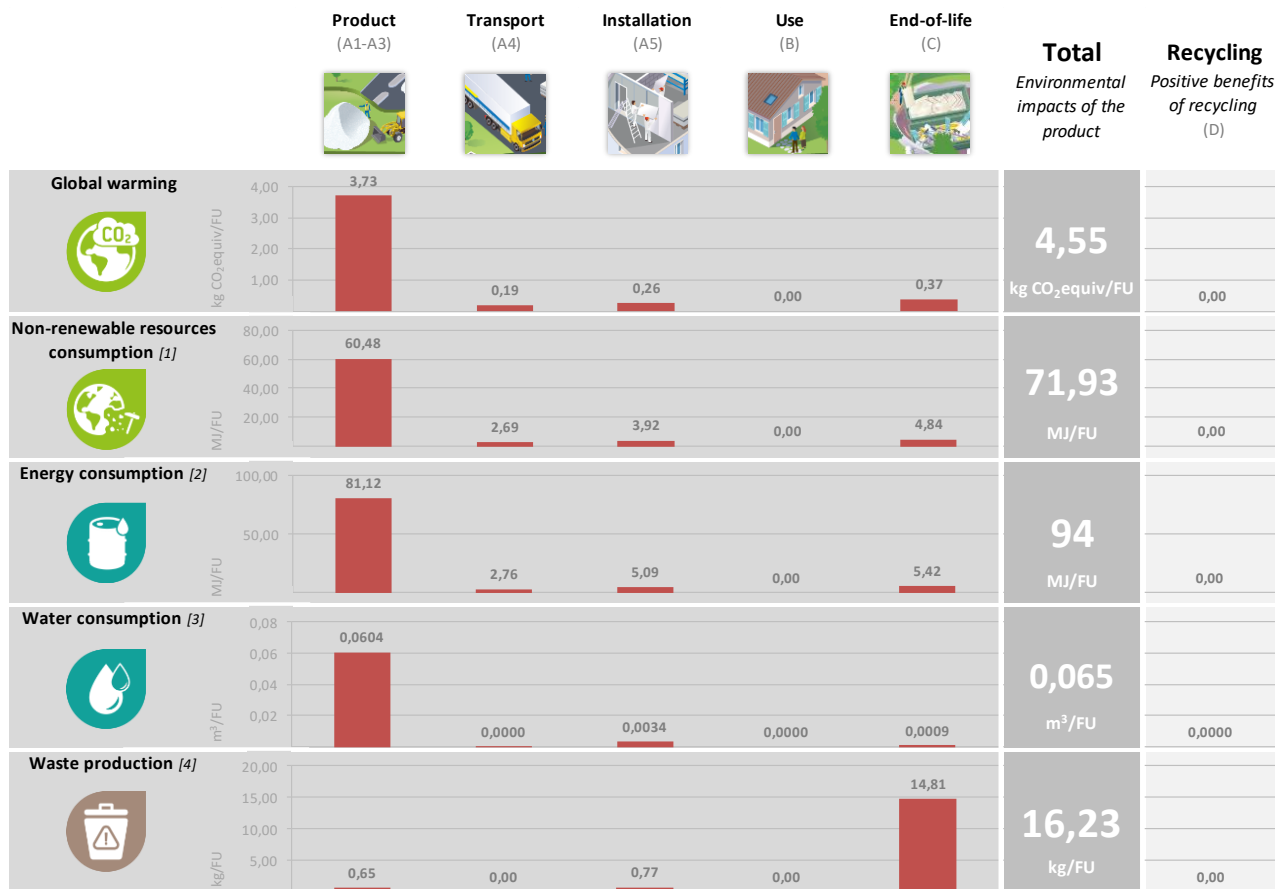 Product
(A1-A3)
Transport
(A4)
Installation
(A5)
Use
(B)
End-of-life
(C)
Total
Environmental
impacts of the
product
Recycling
Positive benefits
of recycling
(D)
Global warming
CO₂
kg CO₂equiv/FU
4,00
3,00
2,00
1,00
3,73
0,19
0,26
0,00
0,37
4,55
kg CO₂equiv/FU
0,00
Non-renewable resources
consumption [1]
MJ/FU
80,00
60,00
40,00
20,00
60,48
2,69
3,92
0,00
4,84
71,93
MJ/FU
0,00
Energy consumption [2]
MJ/FU
100,00
50,00
81,12
2,76
5,09
0,00
5,42
94
MJ/FU
0,00
Water consumption [3]
m³/FU
0,08
0,06
0,04
0,02
0,0604
0,0000
0,0034
0,0000
0,0009
0,065
m³/FU
0,0000
Waste production [4]
kg/FU
20,00
15,00
10,00
5,00
0,65
0,00
0,77
0,00
14,81
16,23
kg/FU
0,00